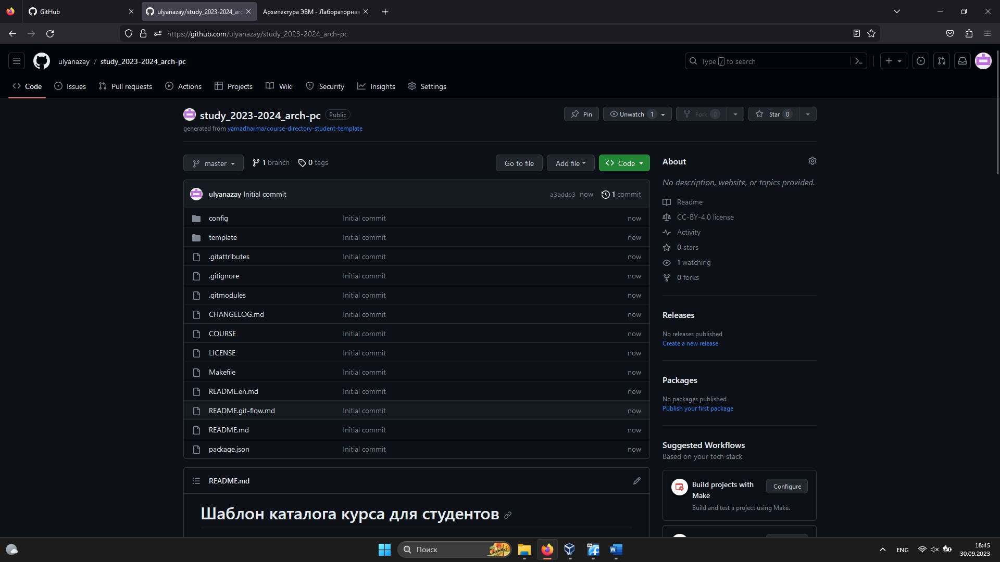 GitHub
ulyanazay/study_2023-2024_arc
Архитектура ЭВМ - Лабораторная
https://github.com/ulyanazay/study_2023-2024_arch-pc
ulyanazay / study_2023-2024_arch-pc
Type / to search
Code
Issues
Pull requests
Actions
Projects
Wiki
Security
Insights
Settings
study_2023-2024_arch-pc Public
Pin
Unwatch 1
Fork 0
Star 0
generated from yamadharma/course-directory-student-template
master
1 branch
0 tags
Go to file
Add file
Code
ulyanazay Initial commit
a3addb3 now
1 commit
config Initial commit now
template Initial commit now
.gitattributes Initial commit now
.gitignore Initial commit now
.gitmodules Initial commit now
CHANGELOG.md Initial commit now
COURSE Initial commit now
LICENSE Initial commit now
Makefile Initial commit now
README.en.md Initial commit now
README.git-flow.md Initial commit now
README.md Initial commit now
package.json Initial commit now
README.md
Шаблон каталога курса для студентов
About
No description, website, or topics provided.
Readme
CC-BY-4.0 license
Activity
0 stars
1 watching
0 forks
Releases
No releases published
Create a new release
Packages
No packages published
Publish your first package
Suggested Workflows
Based on your tech stack
Build projects with
Make
Configure
Build and test a project using Make.
Поиск
64
W
ENG
18:45
30.09.2023